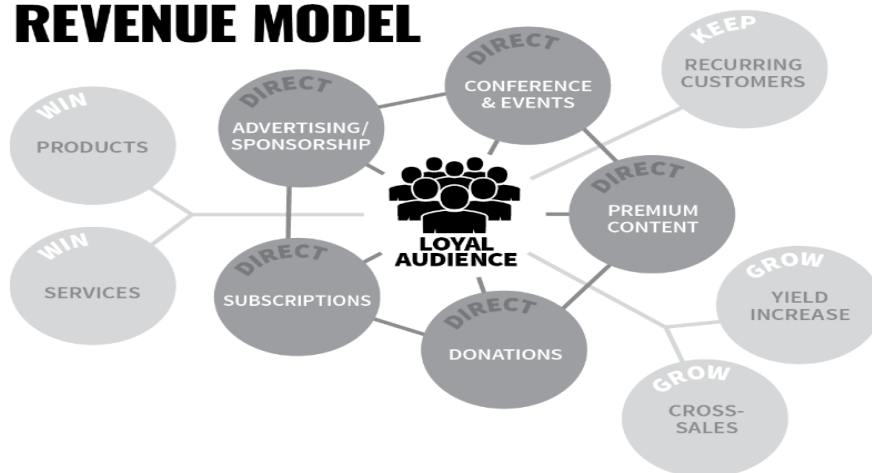 REVENUE MODEL
WIN
PRODUCTS
WIN
SERVICES
DIRECT
ADVERTISING/
SPONSORSHIP
DIRECT
CONFERENCE
& EVENTS
KEEP
RECURRING
CUSTOMERS
DIRECT
PREMIUM
CONTENT
LOYAL
AUDIENCE
DIRECT
SUBSCRIPTIONS
DIRECT
DONATIONS
GROW
YIELD
INCREASE
GROW
CROSS-
SALES